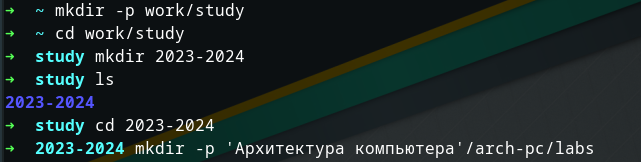 ➜ ~ mkdir -p work/study
➜ ~ cd work/study
➜ study mkdir 2023-2024
➜ study ls
2023-2024
➜ study cd 2023-2024
➜ 2023-2024 mkdir -p 'Архитектура компьютера'/arch-pc/labs